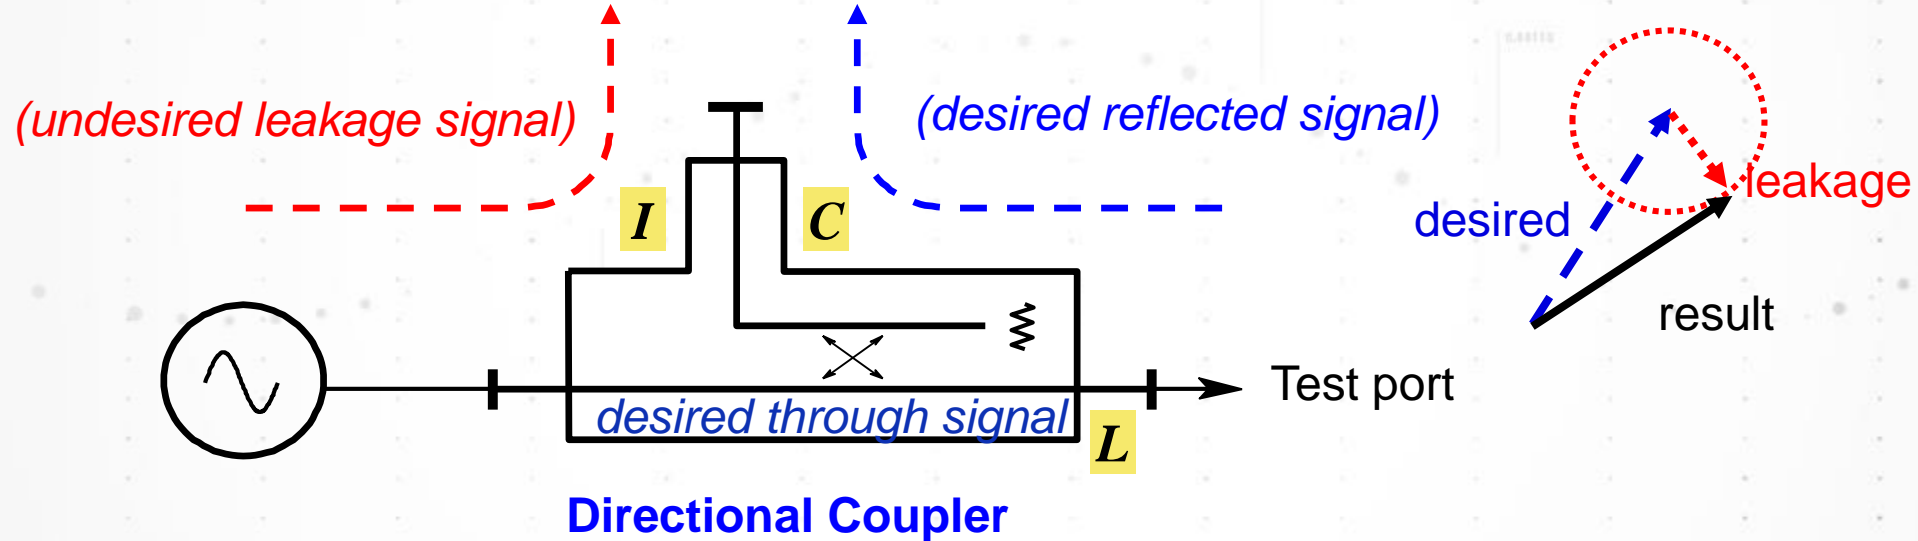 (undesired leakage signal)
(desired reflected signal)
leakage
I
C
desired
result
Test port
desired through signal
L
Directional Coupler